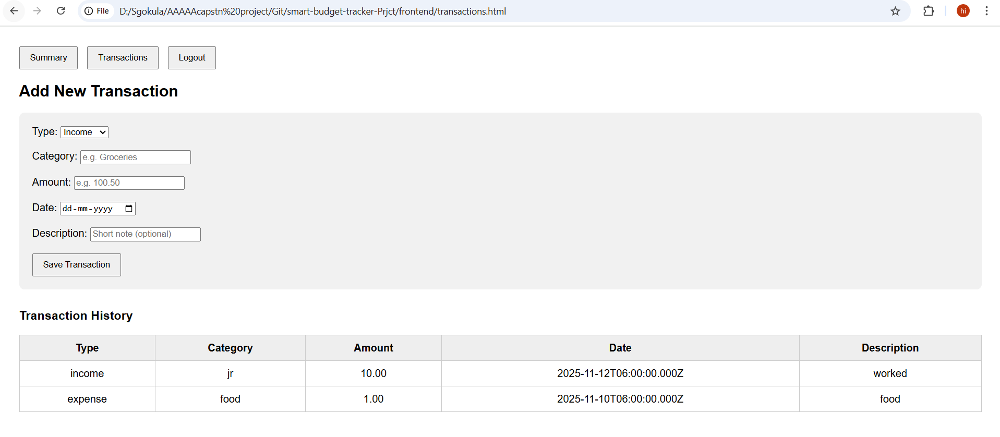 File D:/Sgokula/AAAAAcapstn%20project/Git/smart-budget-tracker-Prjct/frontend/transactions.html hi
Summary Transactions Logout
Add New Transaction
Type: Income
Category: e.g. Groceries
Amount: e.g. 100.50
Date: dd-mm-yyyy
Description: Short note (optional)
Save Transaction
Transaction History
Type Category Amount Date Description
income jr 10.00 2025-11-12T06:00:00.000Z worked
expense food 1.00 2025-11-10T06:00:00.000Z food